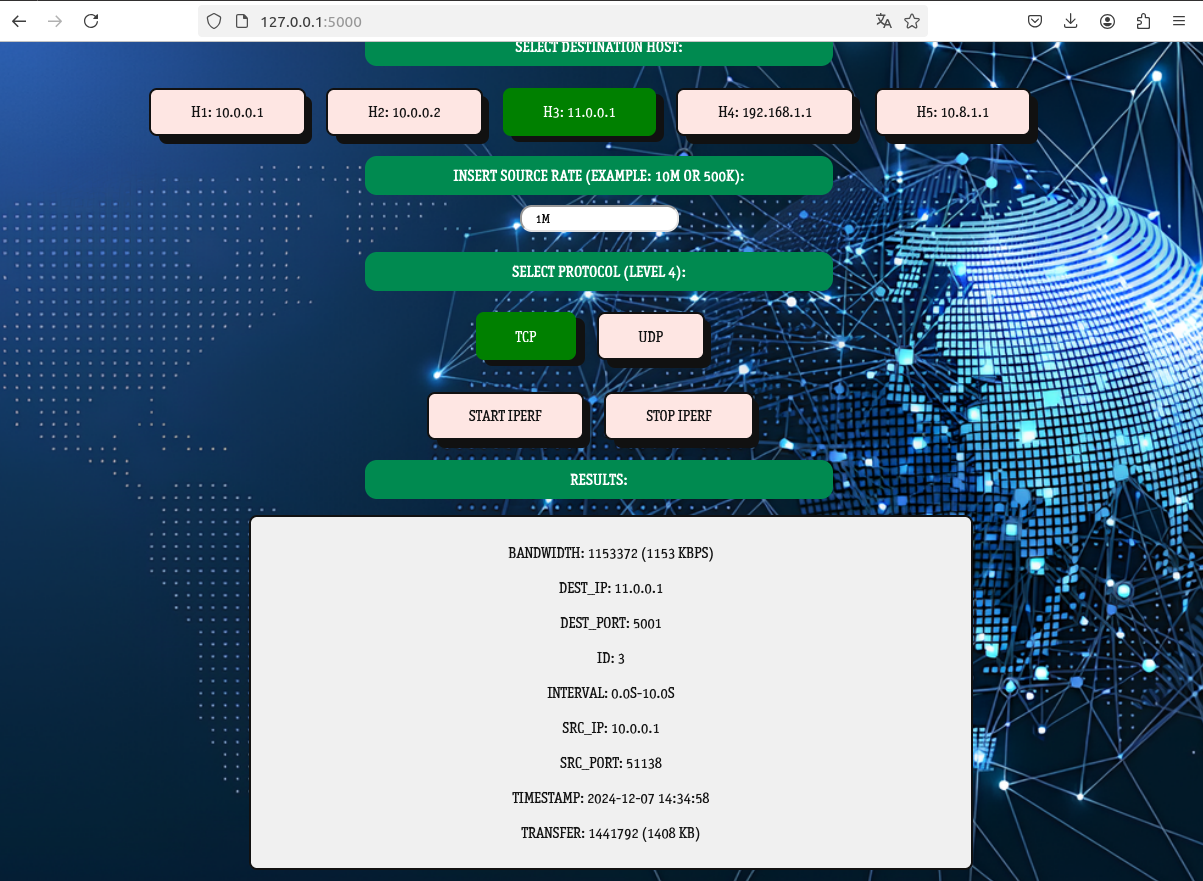 127.0.0.1:5000
SELECT DESTINATION HOST:
H1: 10.0.0.1 H2: 10.0.0.2 H3: 11.0.0.1 H4: 192.168.1.1 H5: 10.8.1.1
INSERT SOURCE RATE (EXAMPLE: 10M OR 500K):
1M
SELECT PROTOCOL (LEVEL 4):
TCP UDP
START IPERF STOP IPERF
RESULTS:
BANDWIDTH: 1153372 (1153 KBPS)
DEST_IP: 11.0.0.1
DEST_PORT: 5001
ID: 3
INTERVAL: 0.0S-10.0S
SRC_IP: 10.0.0.1
SRC_PORT: 51138
TIMESTAMP: 2024-12-07 14:34:58
TRANSFER: 1441792 (1408 KB)